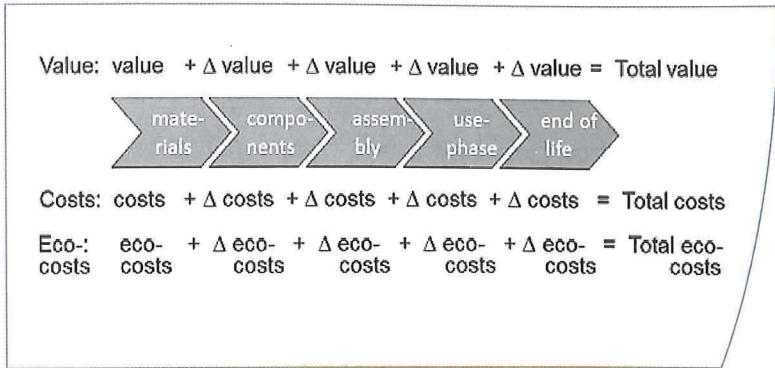 Value: value + Δ value + Δ value + Δ value + Δ value = Total value
mate- compo- assem- use- end of
rials nents bly phase life
Costs: costs + Δ costs + Δ costs + Δ costs + Δ costs = Total costs
Eco-: eco- + Δ eco- + Δ eco- + Δ eco- + Δ eco- = Total eco-
costs costs costs costs costs costs costs